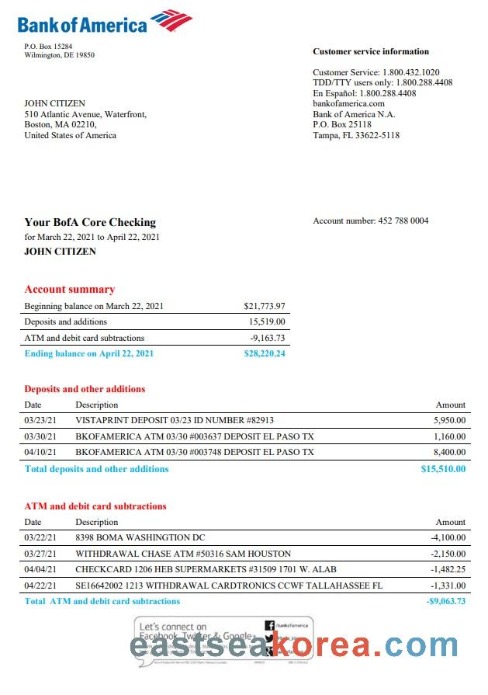 Bank of America
P.O. Box 15284
Wilmington, DE 19850
Customer service information
Customer Service: 1.800.432.1020
TDD/TTY users only: 1.800.288.4408
En Español: 1.800.288.4408
bankofamerica.com
Bank of America N.A.
P.O. Box 25118
Tampa, FL 33622-5118
JOHN CITIZEN
510 Atlantic Avenue, Waterfront,
Boston, MA 02210,
United States of America
Your BofA Core Checking
for March 22, 2021 to April 22, 2021
JOHN CITIZEN
Account number: 452 788 0004
Account summary
Beginning balance on March 22, 2021 $21,773.97
Deposits and additions 15,519.00
ATM and debit card subtractions -9,163.73
Ending balance on April 22, 2021 $28,220.24
Deposits and other additions
Date Description Amount
03/23/21 VISTAPRINT DEPOSIT 03/23 ID NUMBER #82913 5,950.00
03/30/21 BKOFAMERICA ATM 03/30 #003637 DEPOSIT EL PASO TX 1,160.00
04/10/21 BKOFAMERICA ATM 03/30 #003748 DEPOSIT EL PASO TX 8,400.00
Total deposits and other additions $15,510.00
ATM and debit card subtractions
Date Description Amount
03/22/21 8398 BOMA WASHINGTION DC -4,100.00
03/27/21 WITHDRAWAL CHASE ATM #50316 SAM HOUSTON -2,150.00
04/04/21 CHECKCARD 1206 HEB SUPERMARKETS #31509 1701 W. ALAB -1,482.25
04/22/21 SE16642002 1213 WITHDRAWAL CARDTRONICS CCWF TALLAHASSEE FL -1,331.00
Total ATM and debit card subtractions -$9,063.73
Let's connect on
Facebook, Twitter & Google+
eastseakorea.com